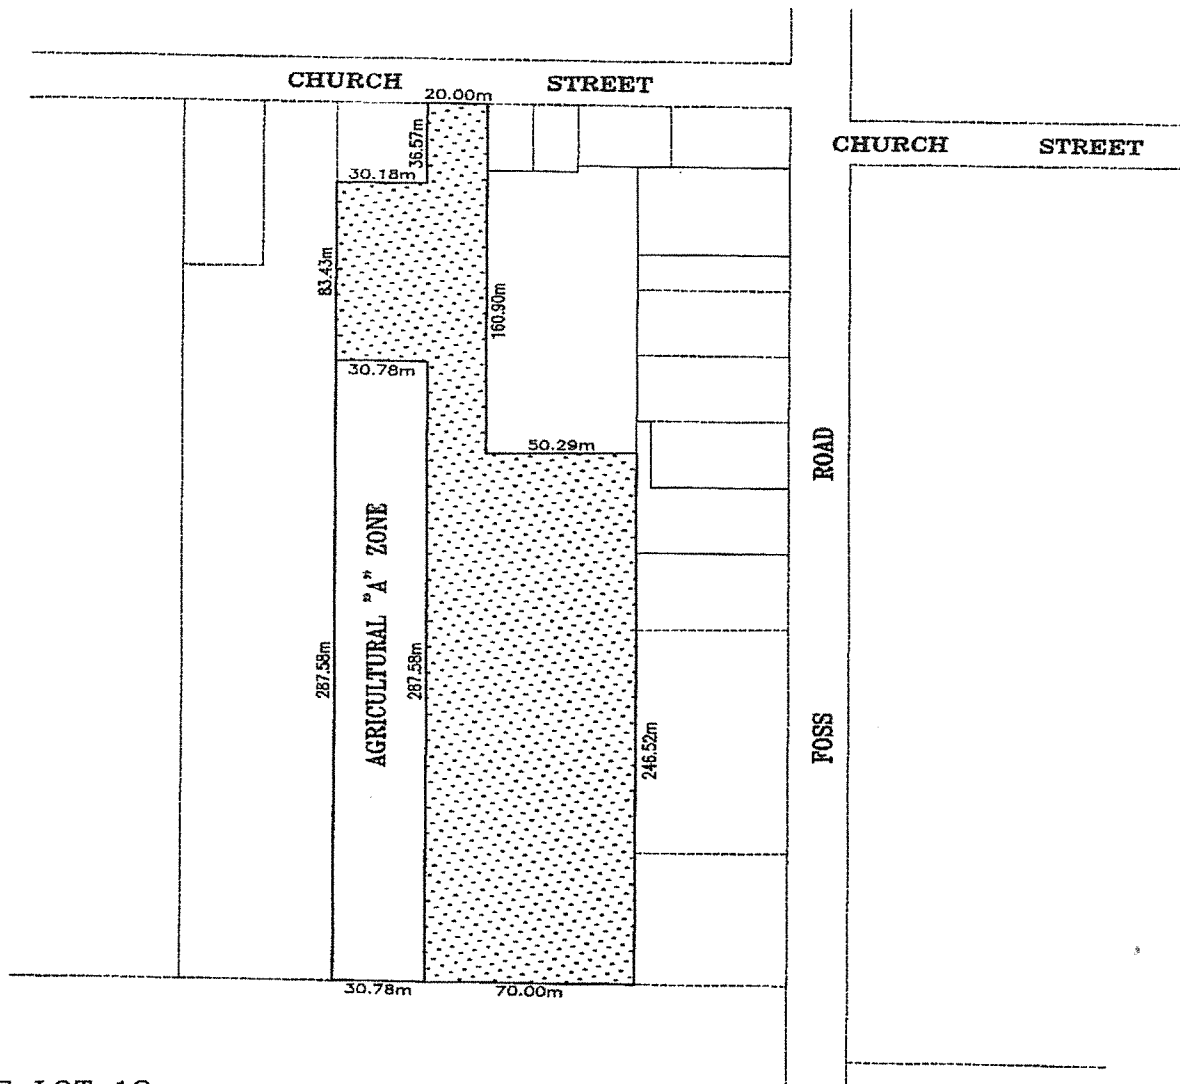 CHURCH STREET
20.00m
CHURCH STREET
36.57m
30.18m
83.43m
160.90m
30.78m
50.29m
ROAD
AGRICULTURAL "A" ZONE
287.58m
287.58m
246.52m
FOSS
30.78m
70.00m
LOT